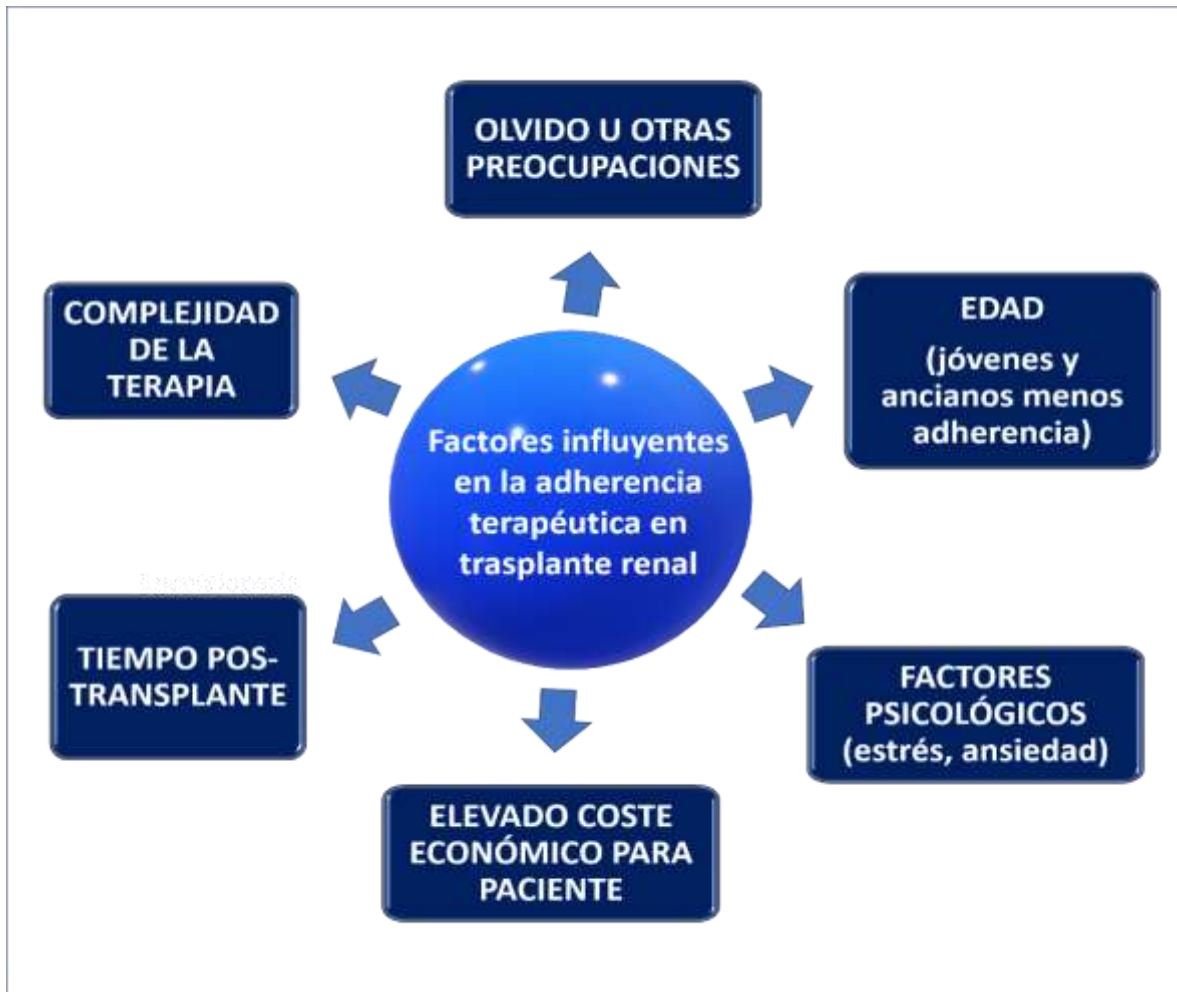 OLVIDO U OTRAS
PREOCUPACIONES
COMPLEJIDAD
DE LA
TERAPIA
EDAD
(jóvenes y
ancianos menos
adherencia)
Factores influyentes
en la adherencia
terapéutica en
trasplante renal
TIEMPO POS-
TRANSPLANTE
FACTORES
PSICOLÓGICOS
(estrés, ansiedad)
ELEVADO COSTE
ECONÓMICO PARA
PACIENTE